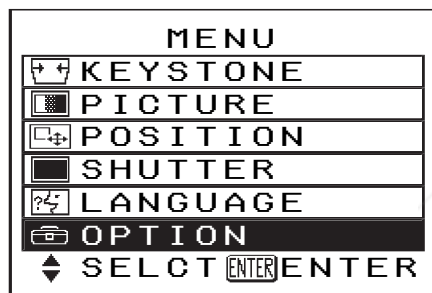 MENU
KEYSTONE
PICTURE
POSITION
SHUTTER
LANGUAGE
OPTION
SELCT ENTER ENTER